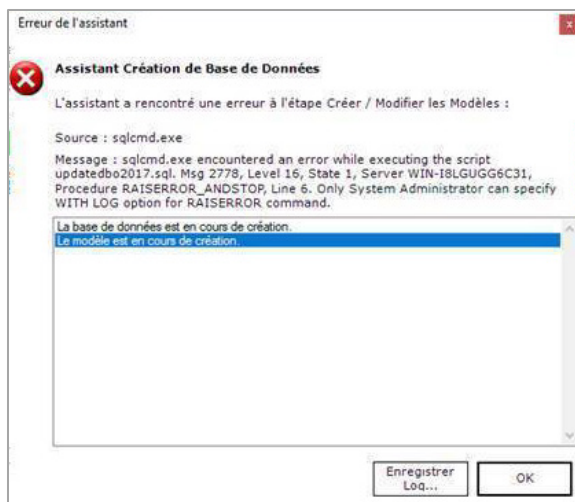 Erreur de l'assistant
x
Assistant Création de Base de Données
L'assistant a rencontré une erreur à l'étape Créer / Modifier les Modèles :
Source : sqlcmd.exe
Message : sqlcmd.exe encountered an error while executing the script
updatedbo2017.sql. Msg 2778, Level 16, State 1, Server WIN-I8LGUGG6C31,
Procedure RAISERROR_ANDSTOP, Line 6. Only System Administrator can specify
WITH LOG option for RAISERROR command.
La base de données est en cours de création.
Le modèle est en cours de création.
Enregistrer
Log...
OK